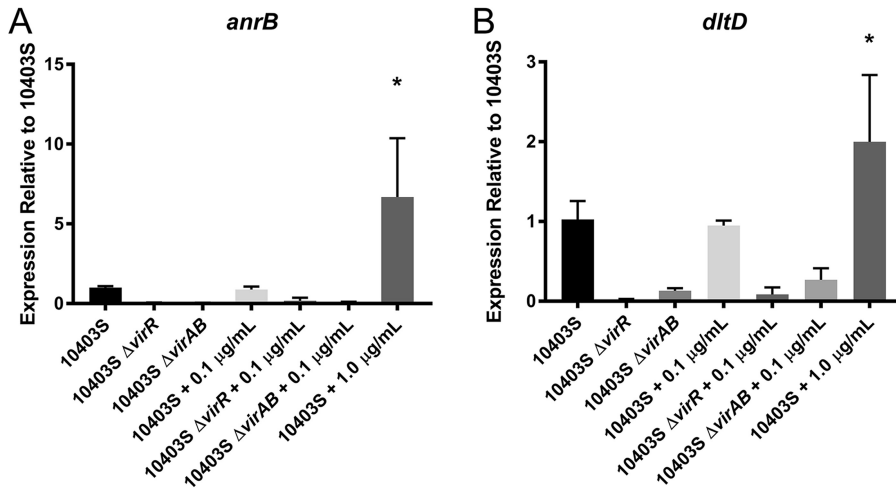 A
anrB
Expression Relative to 10403S
15
10
5
0
*
10403S
10403S ΔvirR
10403S ΔvirAB
10403S + 0.1 μg/mL
10403S ΔvirR + 0.1 μg/mL
10403S ΔvirAB + 0.1 μg/mL
10403S + 1.0 μg/mL
B
dltD
Expression Relative to 10403S
3
2
1
0
*
10403S
10403S ΔvirR
10403S ΔvirAB
10403S + 0.1 μg/mL
10403S ΔvirR + 0.1 μg/mL
10403S ΔvirAB + 0.1 μg/mL
10403S + 1.0 μg/mL